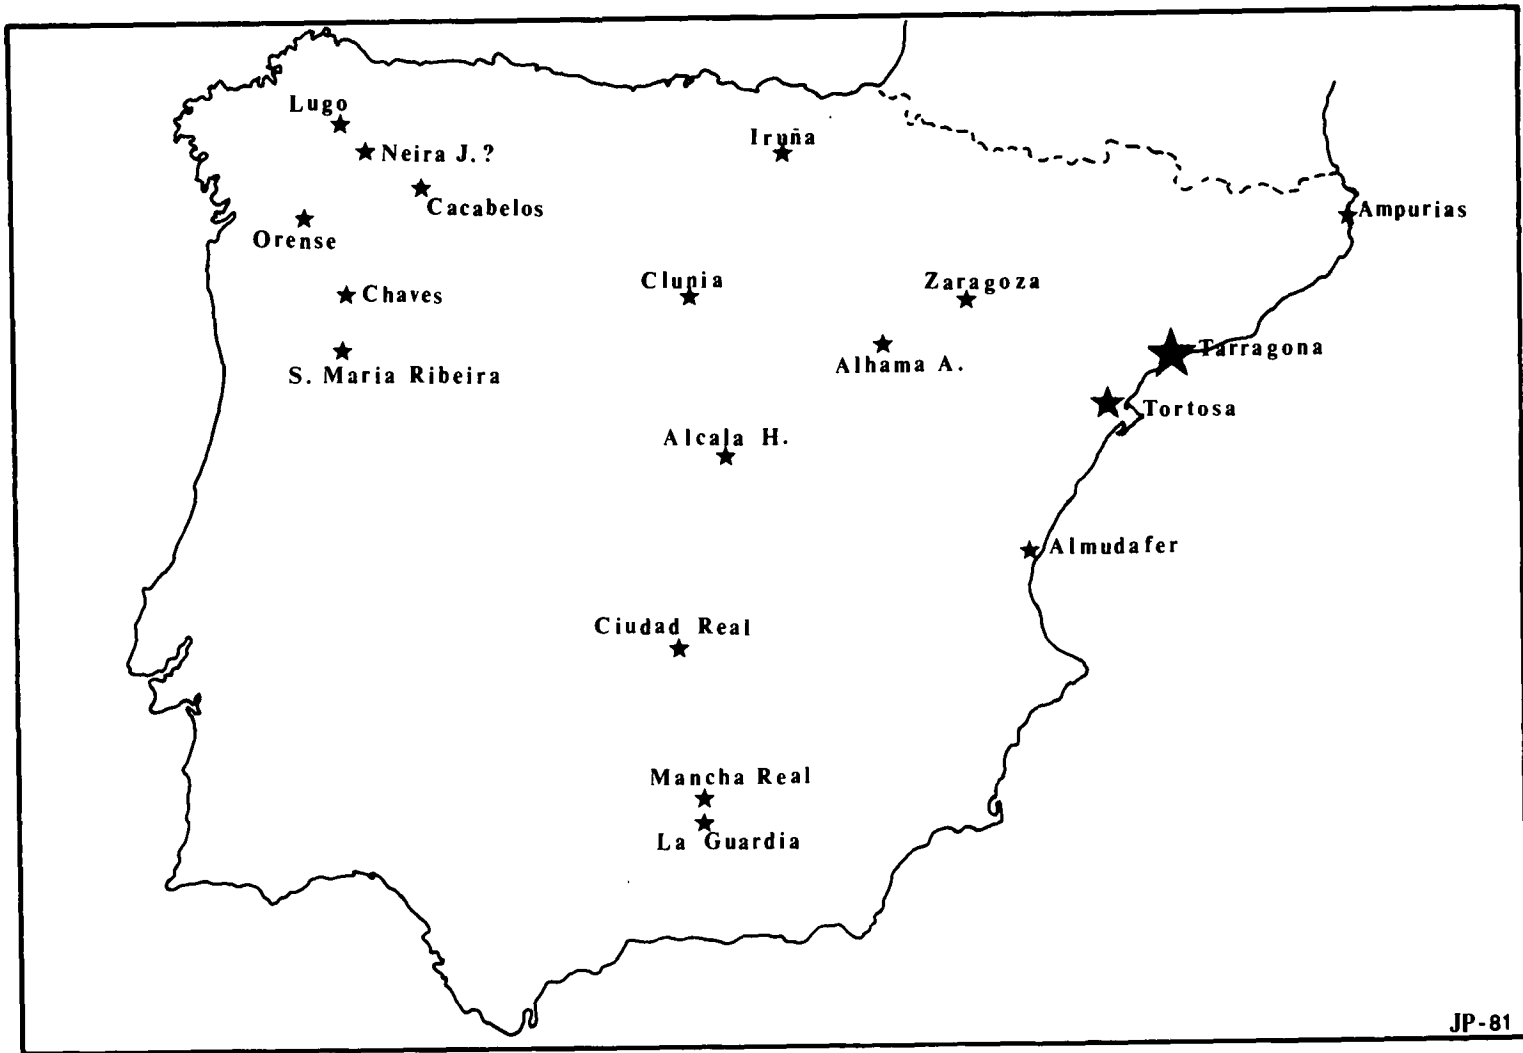 Lugo
Neira J. ?
Iruña
Cacabelos
Ampurias
Orense
Clunia
Zaragoza
Chaves
Tarragona
Alhama A.
S. Maria Ribeira
Tortosa
Alcala H.
Almudafer
Ciudad Real
Mancha Real
La Guardia
JP-81